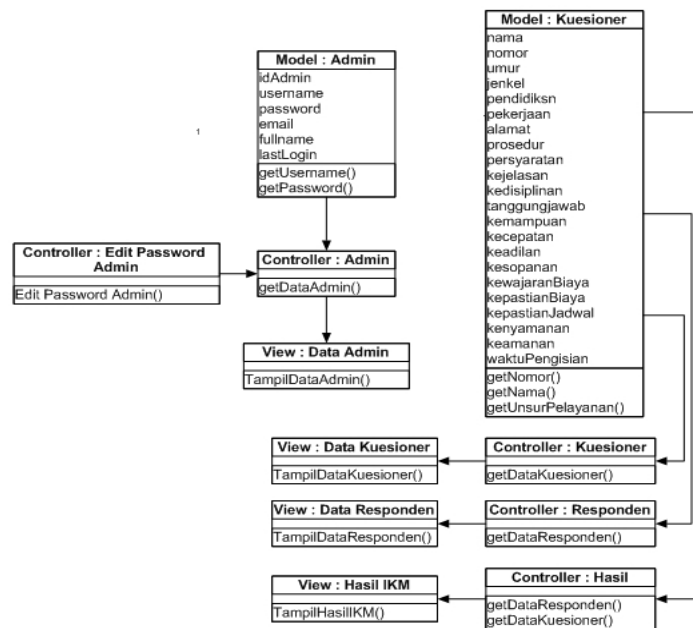 Model : Kuesioner
nama
nomor
umur
jenkel
pendidiksn
pekerjaan
alamat
prosedur
persyaratan
kejelasan
kedisiplinan
tanggungjawab
kemampuan
kecepatan
keadilan
kesopanan
kewajaranBiaya
kepastianBiaya
kepastianJadwal
kenyamanan
keamanan
waktuPengisian
getNomor()
getNama()
getUnsurPelayanan()
Model : Admin
idAdmin
username
password
email
fullname
lastLogin
getUsername()
getPassword()
1
Controller : Edit Password
Admin
Edit Password Admin()
Controller : Admin
getDataAdmin()
View : Data Admin
TampilDataAdmin()
View : Data Kuesioner
TampilDataKuesioner()
Controller : Kuesioner
getDataKuesioner()
View : Data Responden
TampilDataResponden()
Controller : Responden
getDataResponden()
View : Hasil IKM
TampilHasilIKM()
Controller : Hasil
getDataResponden()
getDataKuesioner()